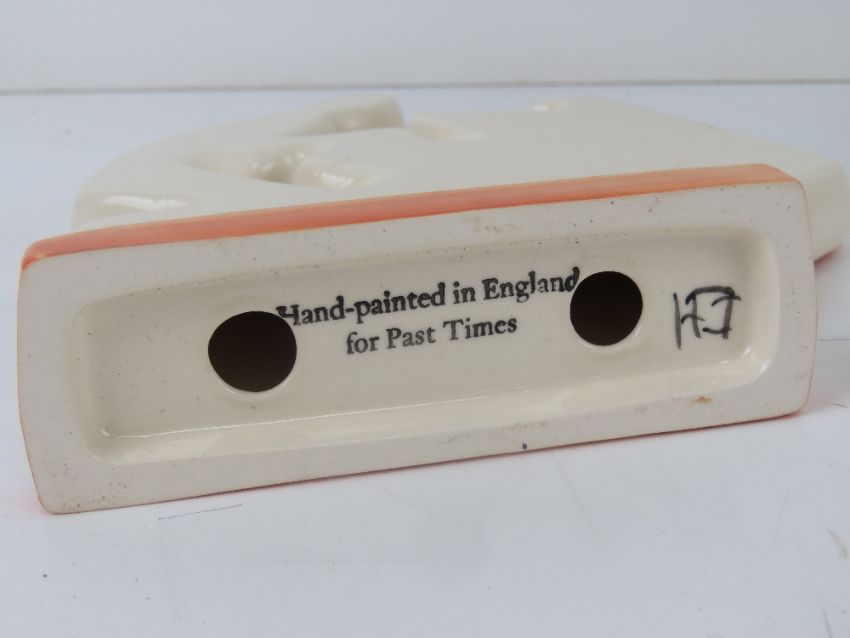 Hand-painted in England
for Past Times